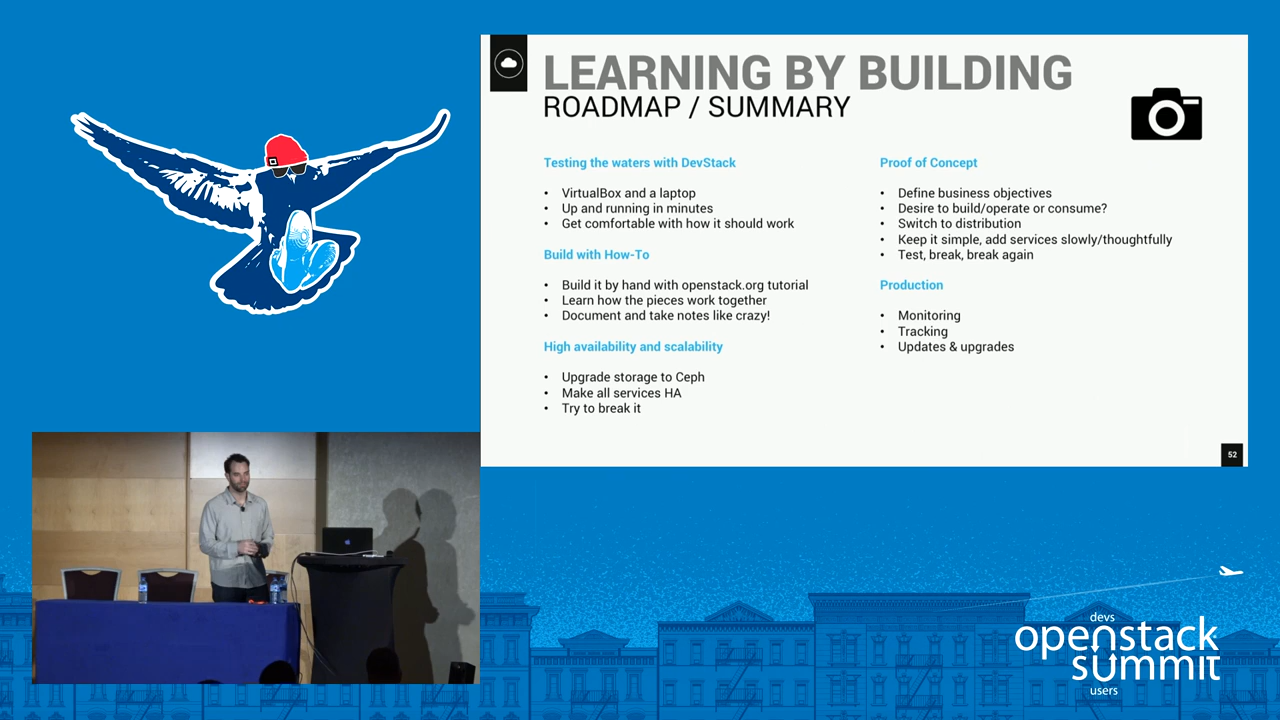 LEARNING BY BUILDING
ROADMAP / SUMMARY
Testing the waters with DevStack
• VirtualBox and a laptop
• Up and running in minutes
• Get comfortable with how it should work
Build with How-To
• Build it by hand with openstack.org tutorial
• Learn how the pieces work together
• Document and take notes like crazy!
High availability and scalability
• Upgrade storage to Ceph
• Make all services HA
• Try to break it
Proof of Concept
• Define business objectives
• Desire to build/operate or consume?
• Switch to distribution
• Keep it simple, add services slowly/thoughtfully
• Test, break, break again
Production
• Monitoring
• Tracking
• Updates & upgrades
52
devs
openstack
summit
users